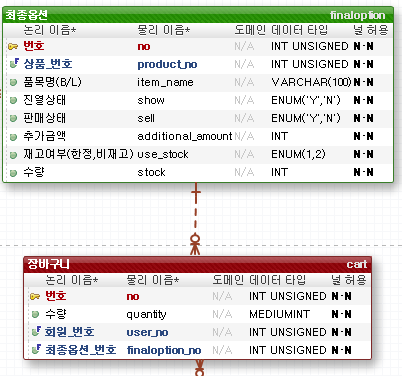 최종옵션 finaloption
논리 이름* 물리 이름* 도메인 데이터 타입 널 허용
번호 no N/A INT UNSIGNED N·N
상품_번호 product_no N/A INT UNSIGNED N·N
품목명(B/L) item_name N/A VARCHAR(100) N·N
진열상태 show N/A ENUM('Y','N') N·N
판매상태 sell N/A ENUM('Y','N') N·N
추가금액 additional_amount N/A INT N·N
재고여부(한정,비재고) use_stock N/A ENUM(1,2) N·N
수량 stock N/A INT N·N
장바구니 cart
논리 이름* 물리 이름* 도메인 데이터 타입 널 허용
번호 no N/A INT UNSIGNED N·N
수량 quantity N/A MEDIUMINT N·N
회원_번호 user_no N/A INT UNSIGNED N·N
최종옵션_번호 finaloption_no N/A INT UNSIGNED N·N